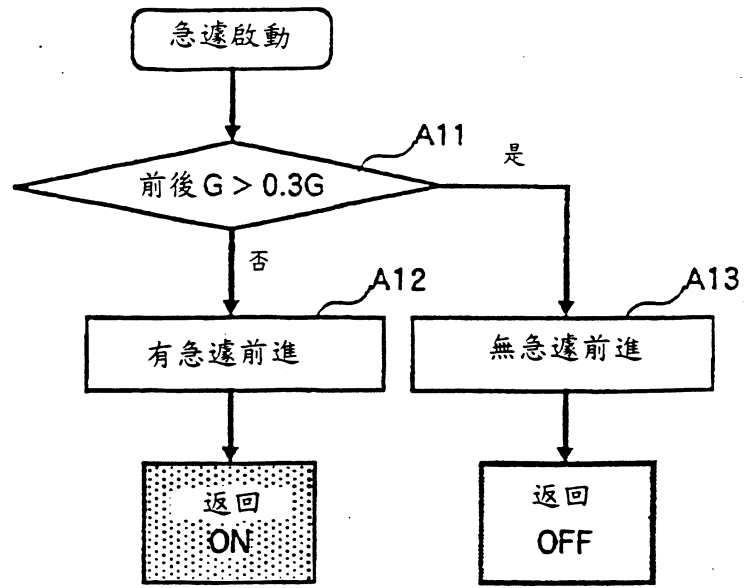 急遽啟動
A11
前後G > 0.3G
是
否
A12
A13
有急遽前進
無急遽前進
返回
ON
返回
OFF